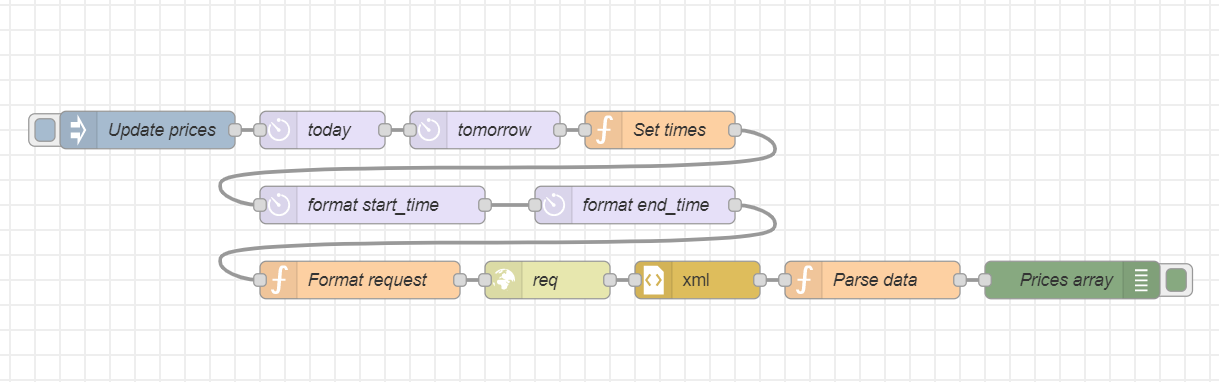 Update prices
today
tomorrow
Set times
format start_time
format end_time
Format request
req
xml
Parse data
Prices array